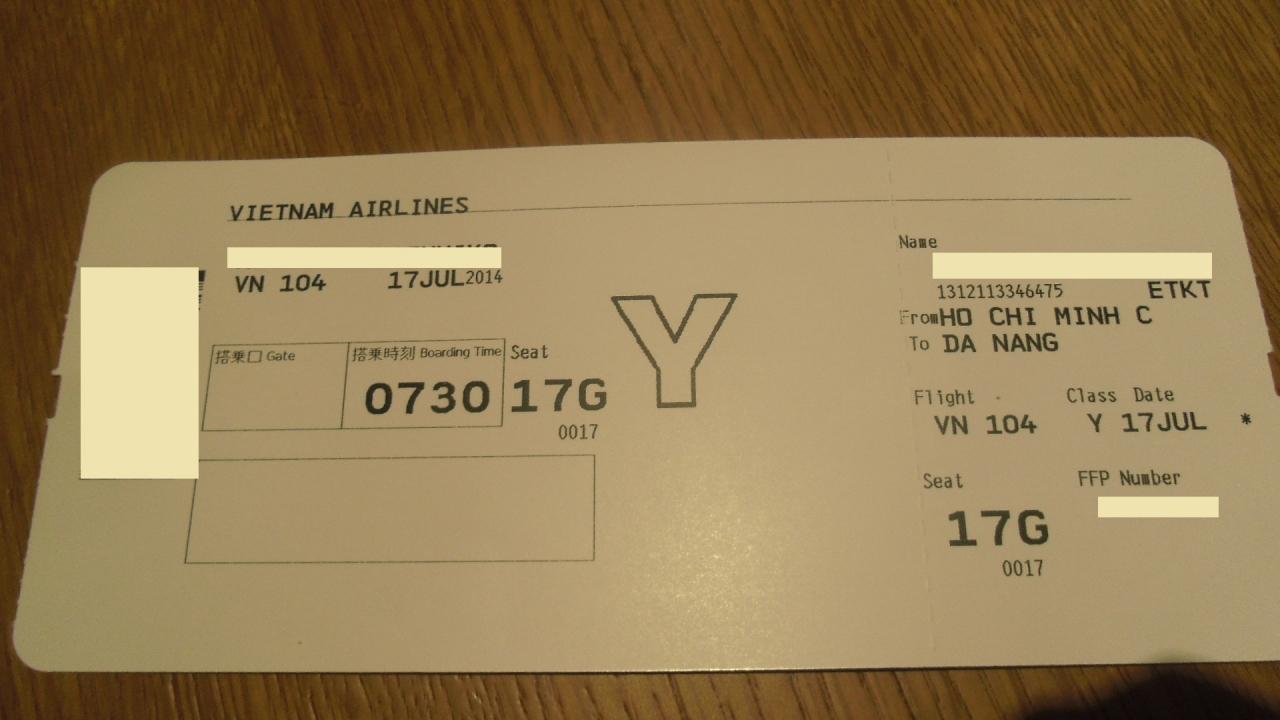 VIETNAM AIRLINES
VN 104 17JUL2014
搭乗口 Gate
搭乗時刻 Boarding Time
Seat
0730
17G
0017
Y
Name
1312113346475 ETKT
From HO CHI MINH C
To DA NANG
Flight Class Date
VN 104 Y 17JUL *
Seat FFP Number
17G
0017